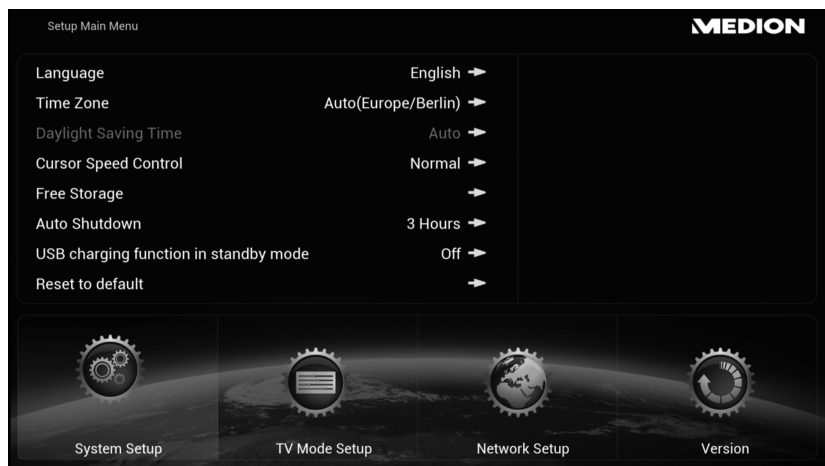 Setup Main Menu
MEDION
Language English
Time Zone Auto(Europe/Berlin)
Daylight Saving Time Auto
Cursor Speed Control Normal
Free Storage
Auto Shutdown 3 Hours
USB charging function in standby mode Off
Reset to default
System Setup TV Mode Setup Network Setup Version